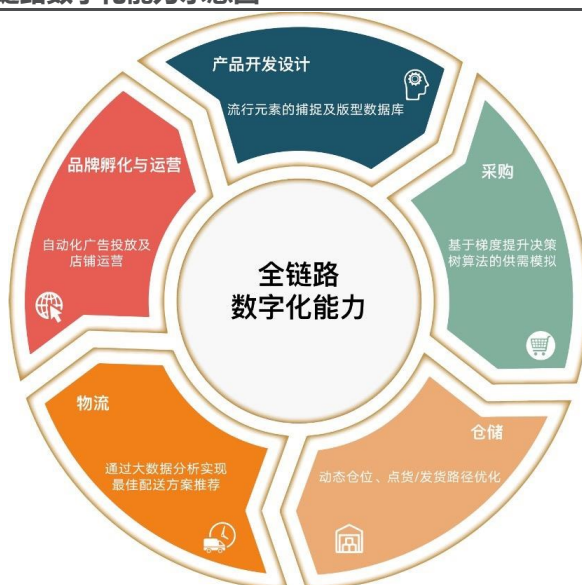 产品开发设计
流行元素的捕捉及版型数据库
采购
基于梯度提升决策
树算法的供需模拟
仓储
动态仓位、点货/发货路径优化
物流
通过大数据分析实现
最佳配送方案推荐
品牌孵化与运营
自动化广告投放及
店铺运营
全链路
数字化能力